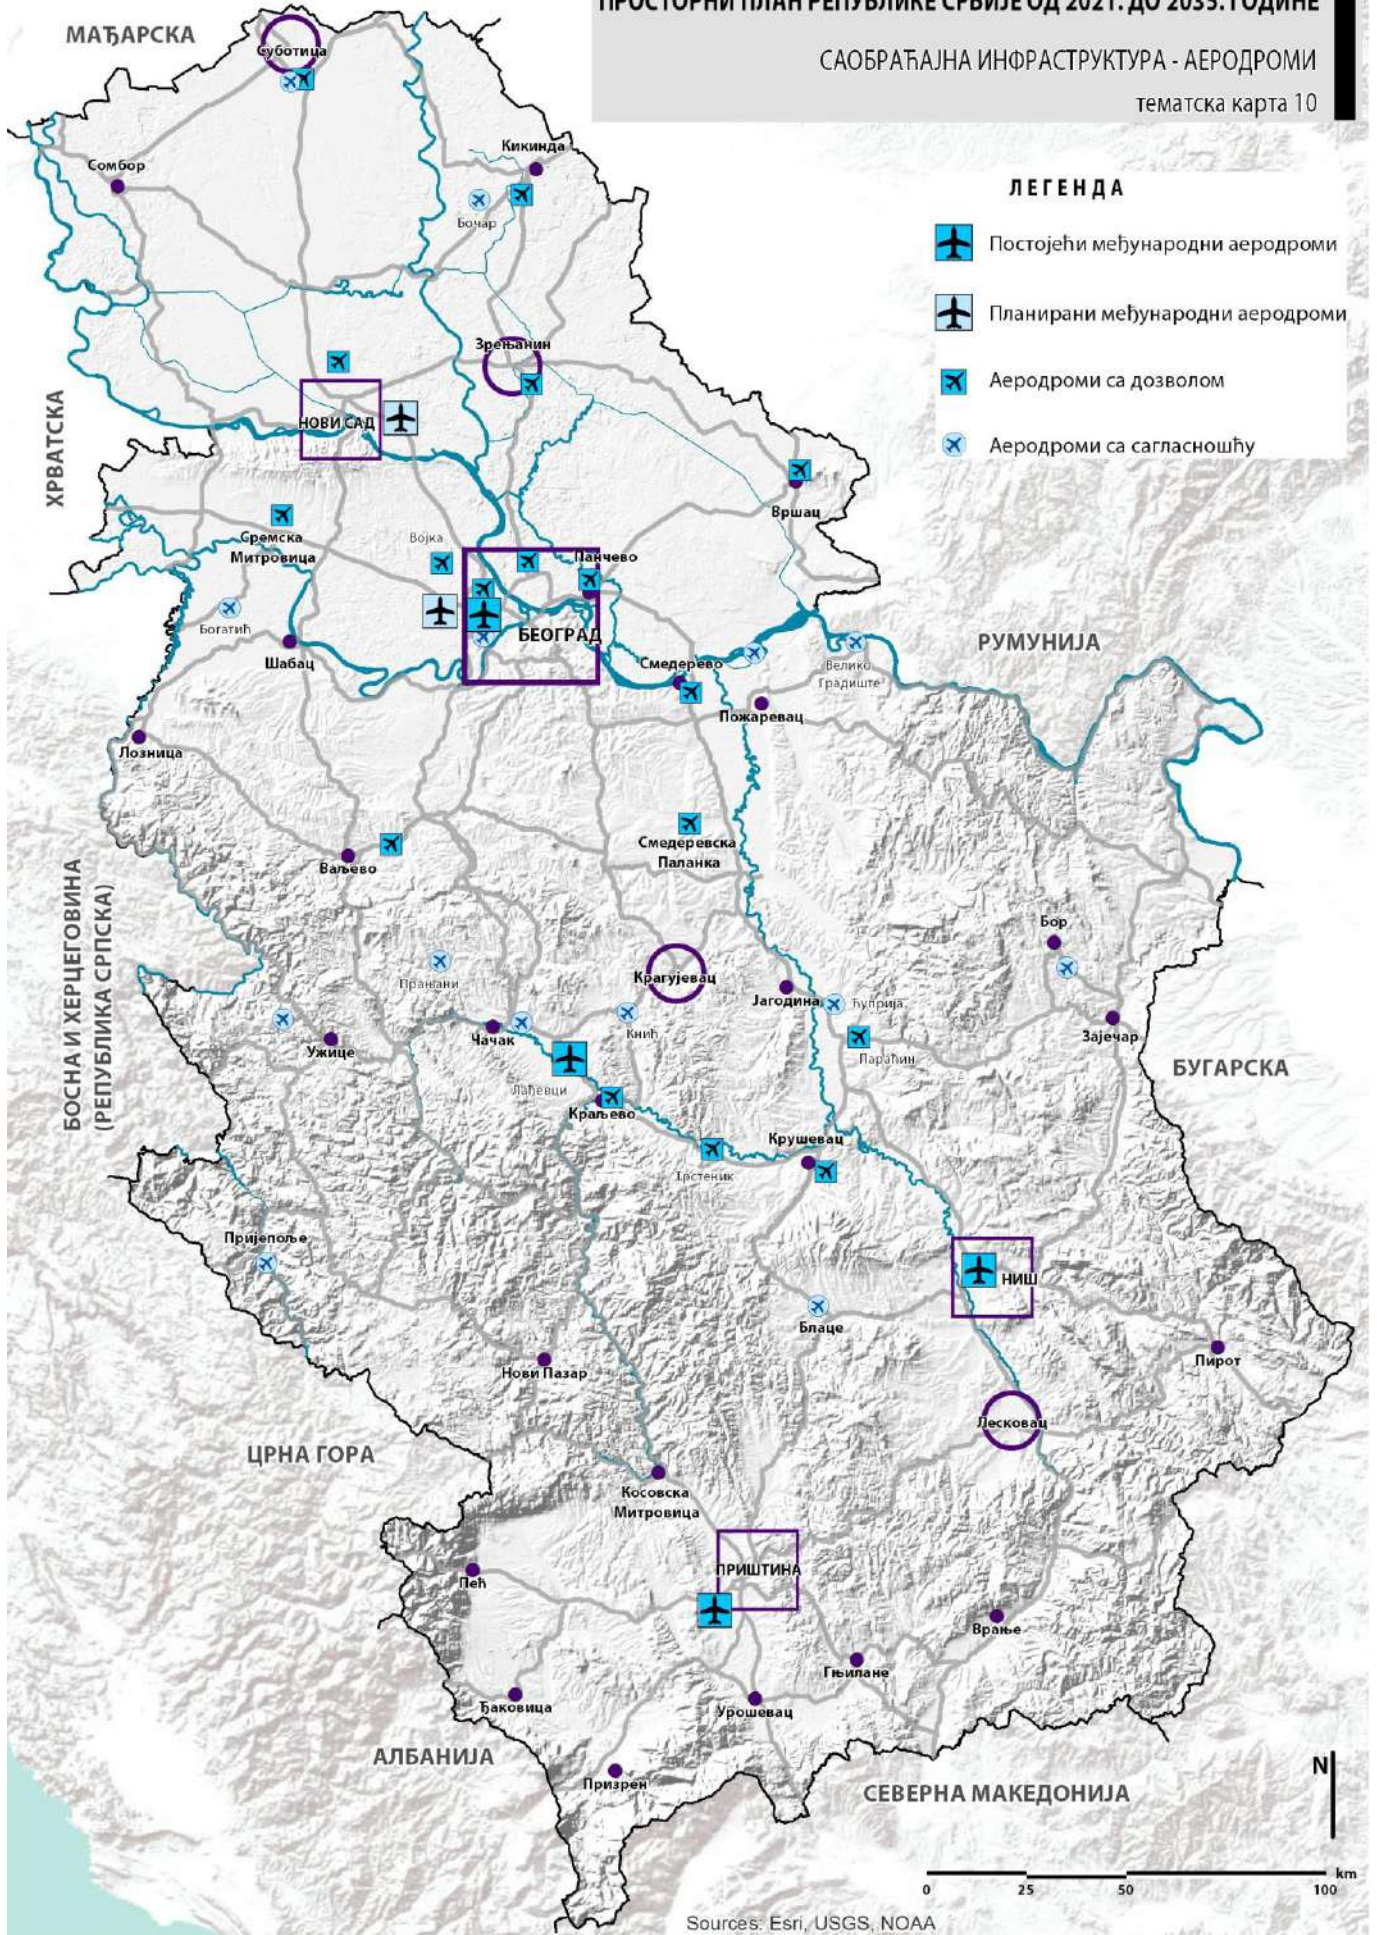 ПРОСТОРНИ ПЛАН РЕПУБЛИКЕ СРБИЈЕ ОД 2021. ДО 2035. ГОДИНЕ
САОБРАЋАЈНА ИНФРАСТРУКТУРА - АЕРОДРОМИ
тематска карта 10
МАЂАРСКА
Суботица
Сомбор
Кикинда
Бочар
ЛЕГЕНДА
Постојећи међународни аеродроми
Планирани међународни аеродроми
Аеродроми са дозволом
Аеродроми са сагласношћу
Зрењанин
ХРВАТСКА
НОВИ САД
Вршац
Сремска
Митровица
Војка
Панчево
Богатић
БЕОГРАД
Шабац
РУМУНИЈА
Смедерево
Велико
Градиште
Пожаревац
Лозница
Смедеревска
Паланка
Ваљево
БОСНА И ХЕРЦЕГОВИНА
(РЕПУБЛИКА СРПСКА)
Бор
Прањани
Крагујевац
Јагодина
Ћуприја
Кнић
Чачак
Ужице
Параћин
Зајечар
БУГАРСКА
Лађевци
Краљево
Крушевац
Трстеник
Пријепоље
НИШ
Блаце
Пирот
Нови Пазар
Лесковац
ЦРНА ГОРА
Косовска
Митровица
ПРИШТИНА
Пећ
Врање
Гњилане
Ђаковица
Урошевац
АЛБАНИЈА
Призрен
СЕВЕРНА МАКЕДОНИЈА
N
km
0 25 50 100
Sources: Esri, USGS, NOAA